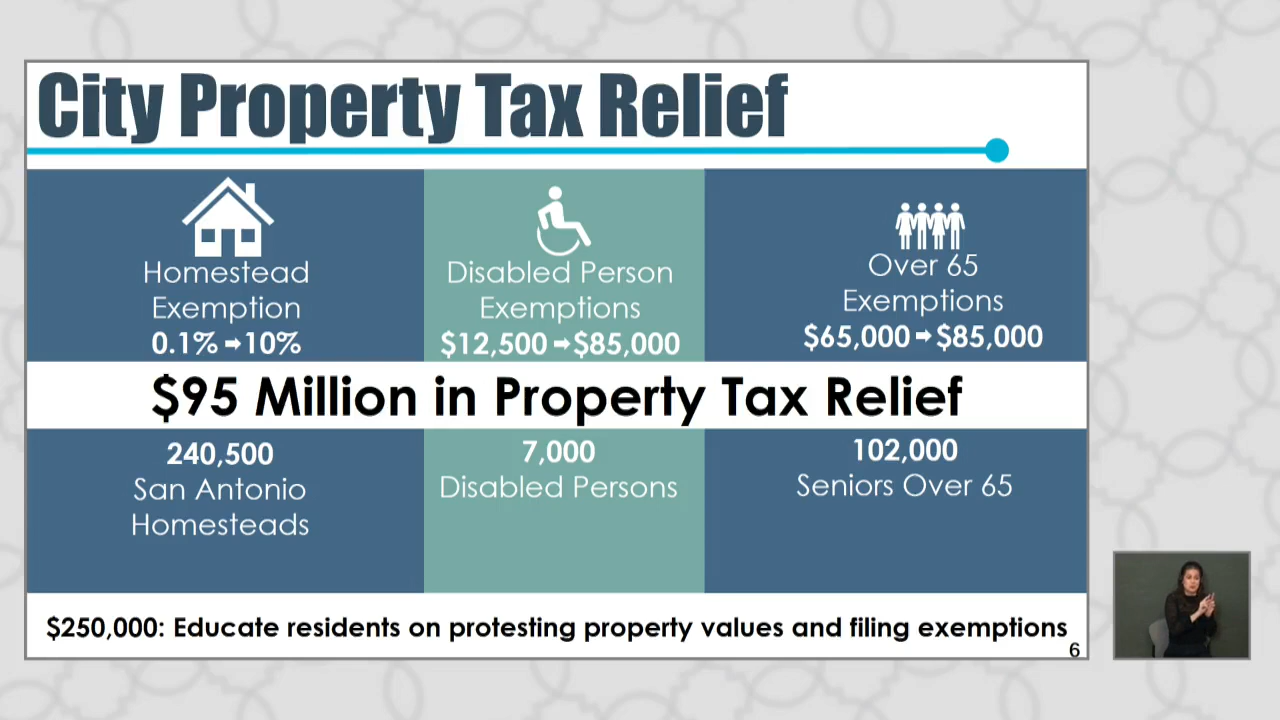 City Property Tax Relief
Homestead
Exemption
0.1% ➡ 10%
Disabled Person
Exemptions
$12,500 ➡ $85,000
Over 65
Exemptions
$65,000 ➡ $85,000
$95 Million in Property Tax Relief
240,500
San Antonio
Homesteads
7,000
Disabled Persons
102,000
Seniors Over 65
$250,000: Educate residents on protesting property values and filing exemptions
6